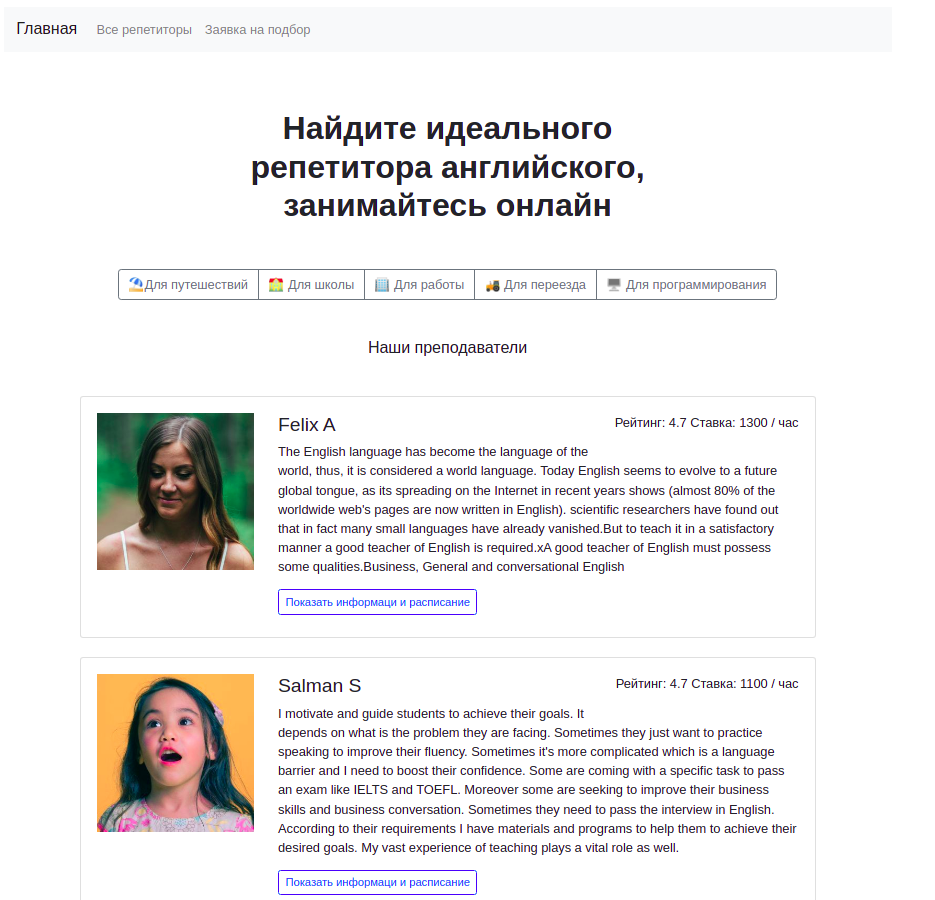 Главная Все репетиторы Заявка на подбор
Найдите идеального
репетитора английского,
занимайтесь онлайн
Для путешествий Для школы Для работы Для переезда Для программирования
Наши преподаватели
Felix A Рейтинг: 4.7 Ставка: 1300 / час
The English language has become the language of the
world, thus, it is considered a world language. Today English seems to evolve to a future
global tongue, as its spreading on the Internet in recent years shows (almost 80% of the
worldwide web's pages are now written in English). scientific researchers have found out
that in fact many small languages have already vanished.But to teach it in a satisfactory
manner a good teacher of English is required.xA good teacher of English must possess
some qualities.Business, General and conversational English
Показать информаци и расписание
Salman S Рейтинг: 4.7 Ставка: 1100 / час
I motivate and guide students to achieve their goals. It
depends on what is the problem they are facing. Sometimes they just want to practice
speaking to improve their fluency. Sometimes it's more complicated which is a language
barrier and I need to boost their confidence. Some are coming with a specific task to pass
an exam like IELTS and TOEFL. Moreover some are seeking to improve their business
skills and business conversation. Sometimes they need to pass the interview in English.
According to their requirements I have materials and programs to help them to achieve their
desired goals. My vast experience of teaching plays a vital role as well.
Показать информаци и расписание